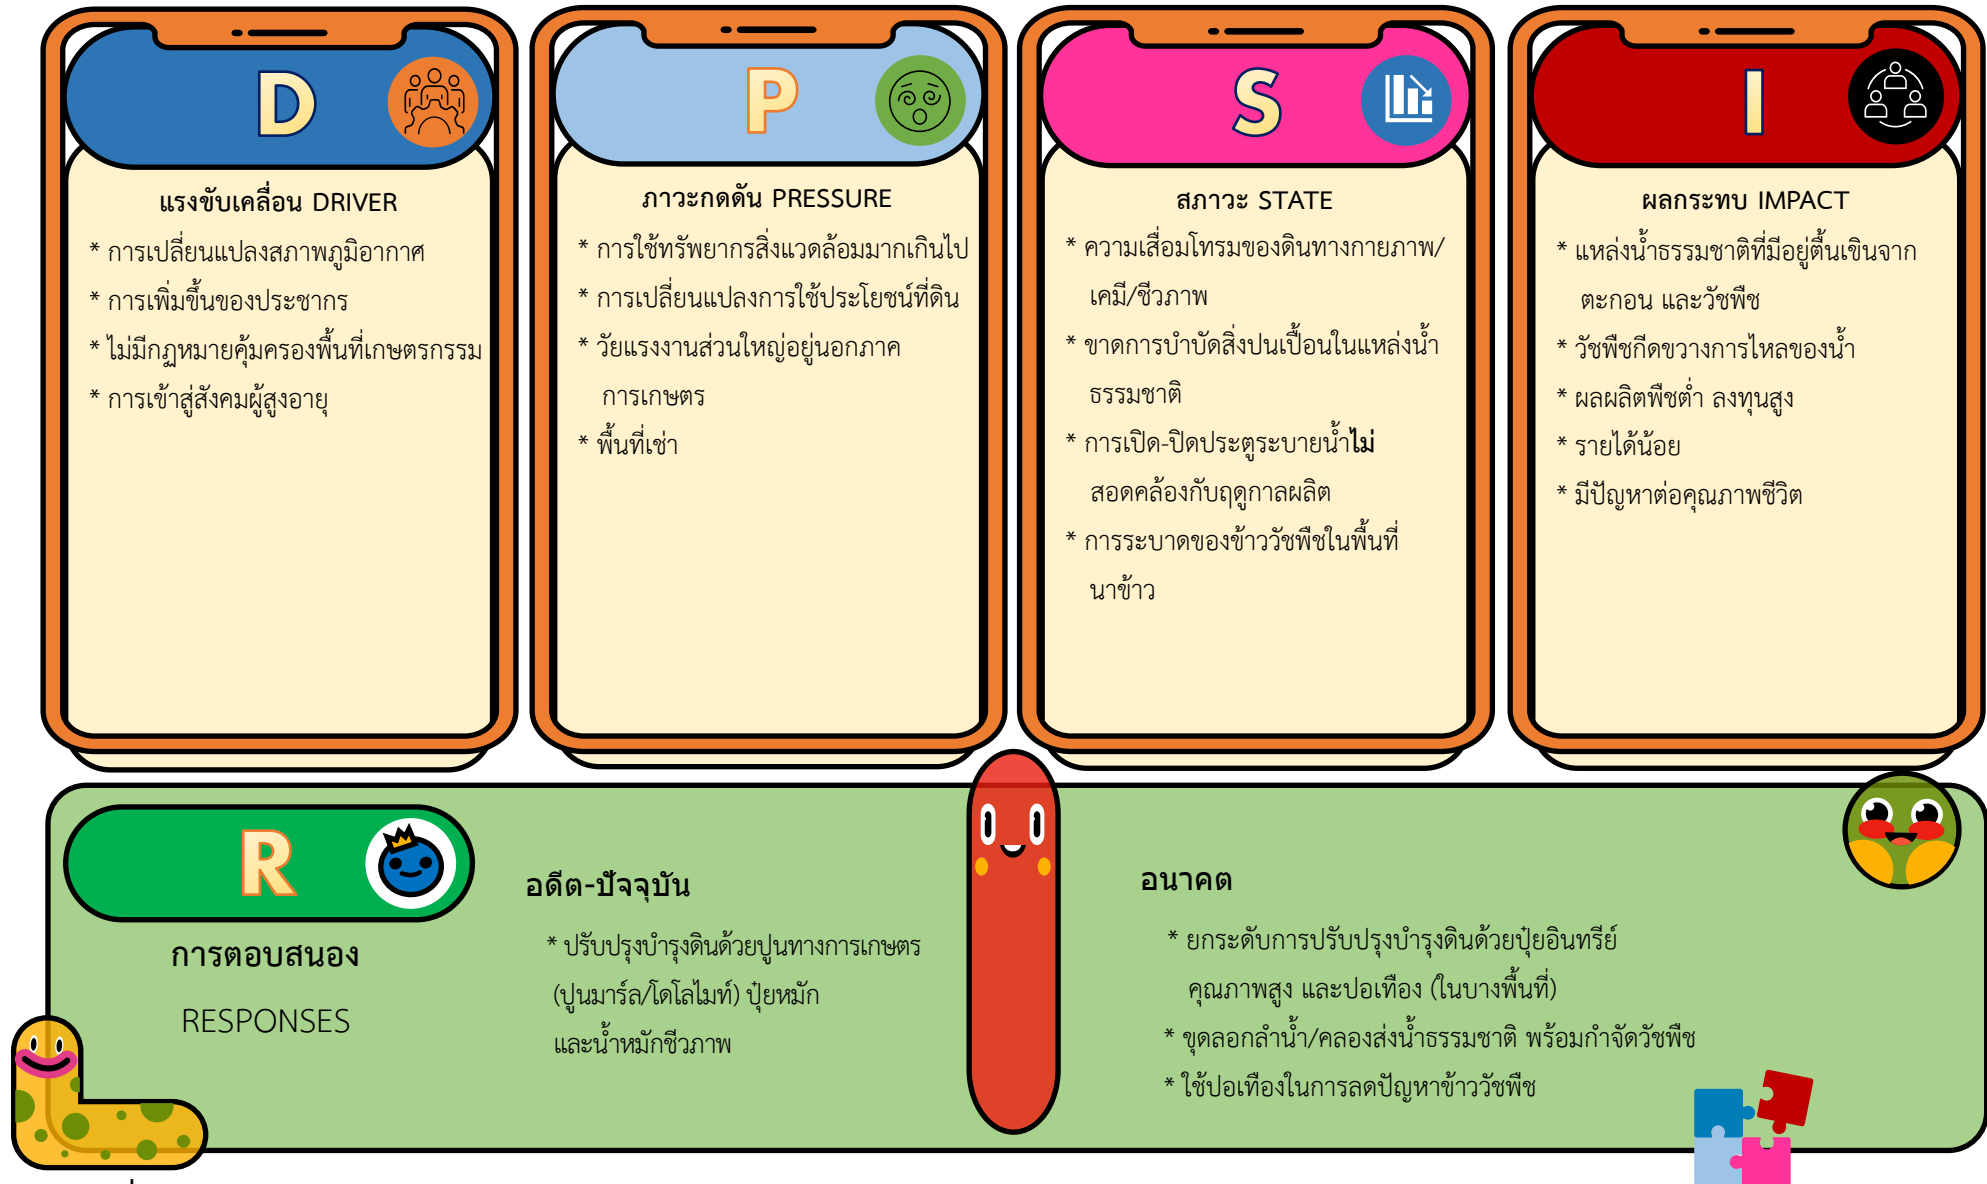 D
แรงขับเคลื่อน DRIVER
* การเปลี่ยนแปลงสภาพภูมิอากาศ
* การเพิ่มขึ้นของประชากร
* ไม่มีกฎหมายคุ้มครองพื้นที่เกษตรกรรม
* การเข้าสู่สังคมผู้สูงอายุ
P
ภาวะกดดัน PRESSURE
* การใช้ทรัพยากรสิ่งแวดล้อมมากเกินไป
* การเปลี่ยนแปลงการใช้ประโยชน์ที่ดิน
* วัยแรงงานส่วนใหญ่อยู่นอกภาค
การเกษตร
* พื้นที่เช่า
S
สภาวะ STATE
* ความเสื่อมโทรมของดินทางกายภาพ/
เคมี/ชีวภาพ
* ขาดการบำบัดสิ่งปนเปื้อนในแหล่งน้ำ
ธรรมชาติ
* การเปิด-ปิดประตูระบายน้ำไม่
สอดคล้องกับฤดูกาลผลิต
* การระบาดของข้าววัชพืชในพื้นที่
นาข้าว
I
ผลกระทบ IMPACT
* แหล่งน้ำธรรมชาติที่มีอยู่ตื้นเขินจาก
ตะกอน และวัชพืช
* วัชพืชกีดขวางการไหลของน้ำ
* ผลผลิตพืชต่ำ ลงทุนสูง
* รายได้น้อย
* มีปัญหาต่อคุณภาพชีวิต
R
การตอบสนอง
RESPONSES
อดีต-ปัจจุบัน
* ปรับปรุงบำรุงดินด้วยปูนทางการเกษตร
(ปูนมาร์ล/โดโลไมท์) ปุ๋ยหมัก
และน้ำหมักชีวภาพ
อนาคต
* ยกระดับการปรับปรุงบำรุงดินด้วยปุ๋ยอินทรีย์
คุณภาพสูง และปอเทือง (ในบางพื้นที่)
* ขุดลอกลำน้ำ/คลองส่งน้ำธรรมชาติ พร้อมกำจัดวัชพืช
* ใช้ปอเทืองในการลดปัญหาข้าววัชพืช